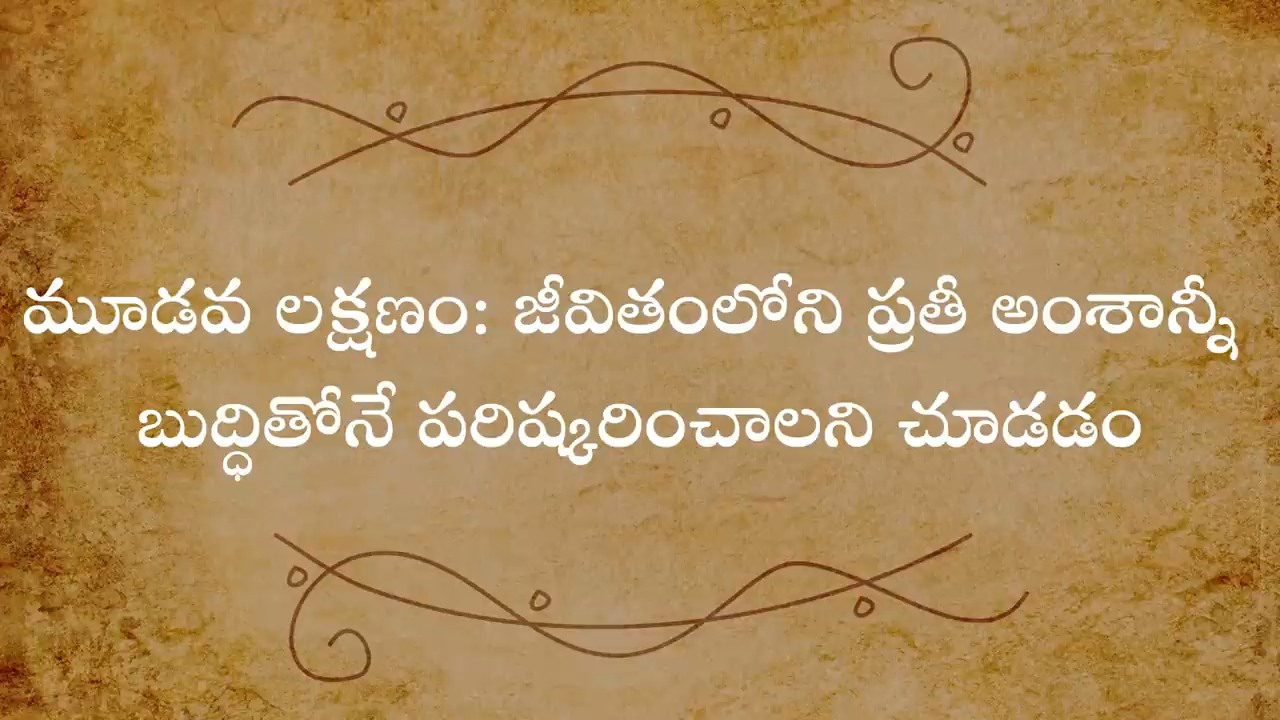 మూడవ లక్షణం: జీవితంలోని ప్రతీ అంశాన్నీ
బుద్ధితోనే పరిష్కరించాలని చూడడం